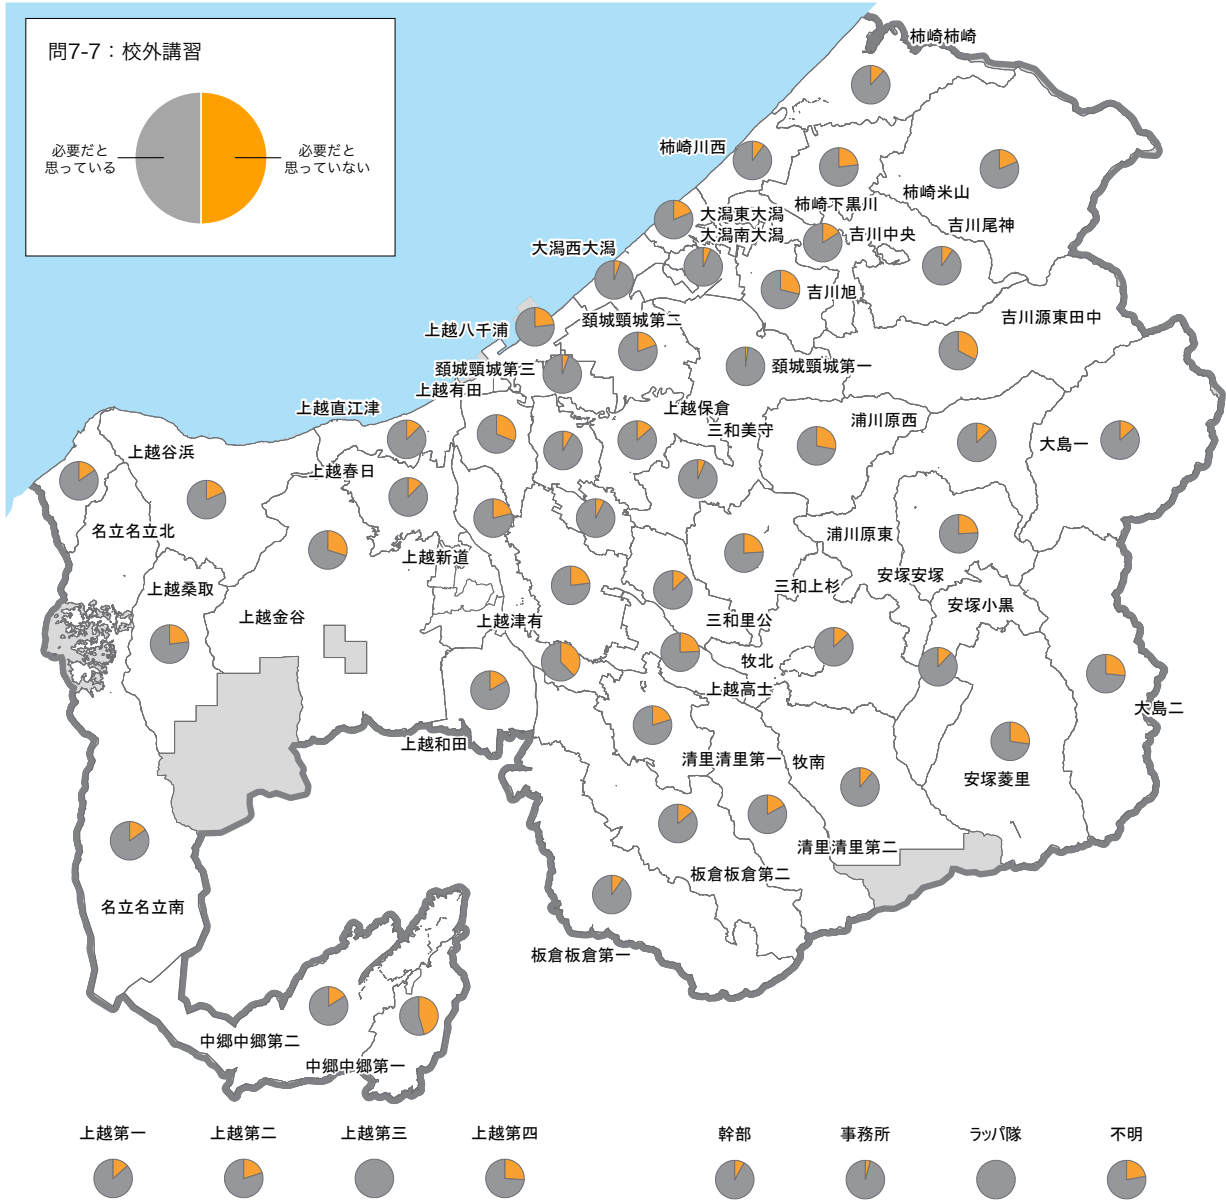 問7-7：校外講習
必要だと
思っている
必要だと
思っていない
柿崎柿崎
柿崎川西
柿崎米山
柿崎下黒川
大潟東大潟
大潟南大潟
吉川尾神
吉川中央
大潟西大潟
吉川旭
吉川源東田中
頚城頸城第二
上越八千浦
頚城頸城第一
頚城頸城第三
上越有田
上越直江津
上越保倉
浦川原西
三和美守
大島一
上越谷浜
上越春日
名立名立北
浦川原東
上越新道
安塚安塚
上越桑取
三和上杉
安塚小黒
上越金谷
上越津有
三和里公
牧北
上越高士
大島二
上越和田
清里清里第一
牧南
安塚菱里
清里清里第二
板倉板倉第二
名立名立南
板倉板倉第一
中郷中郷第二
中郷中郷第一
上越第一
上越第二
上越第三
上越第四
幹部
事務所
ラッパ隊
不明